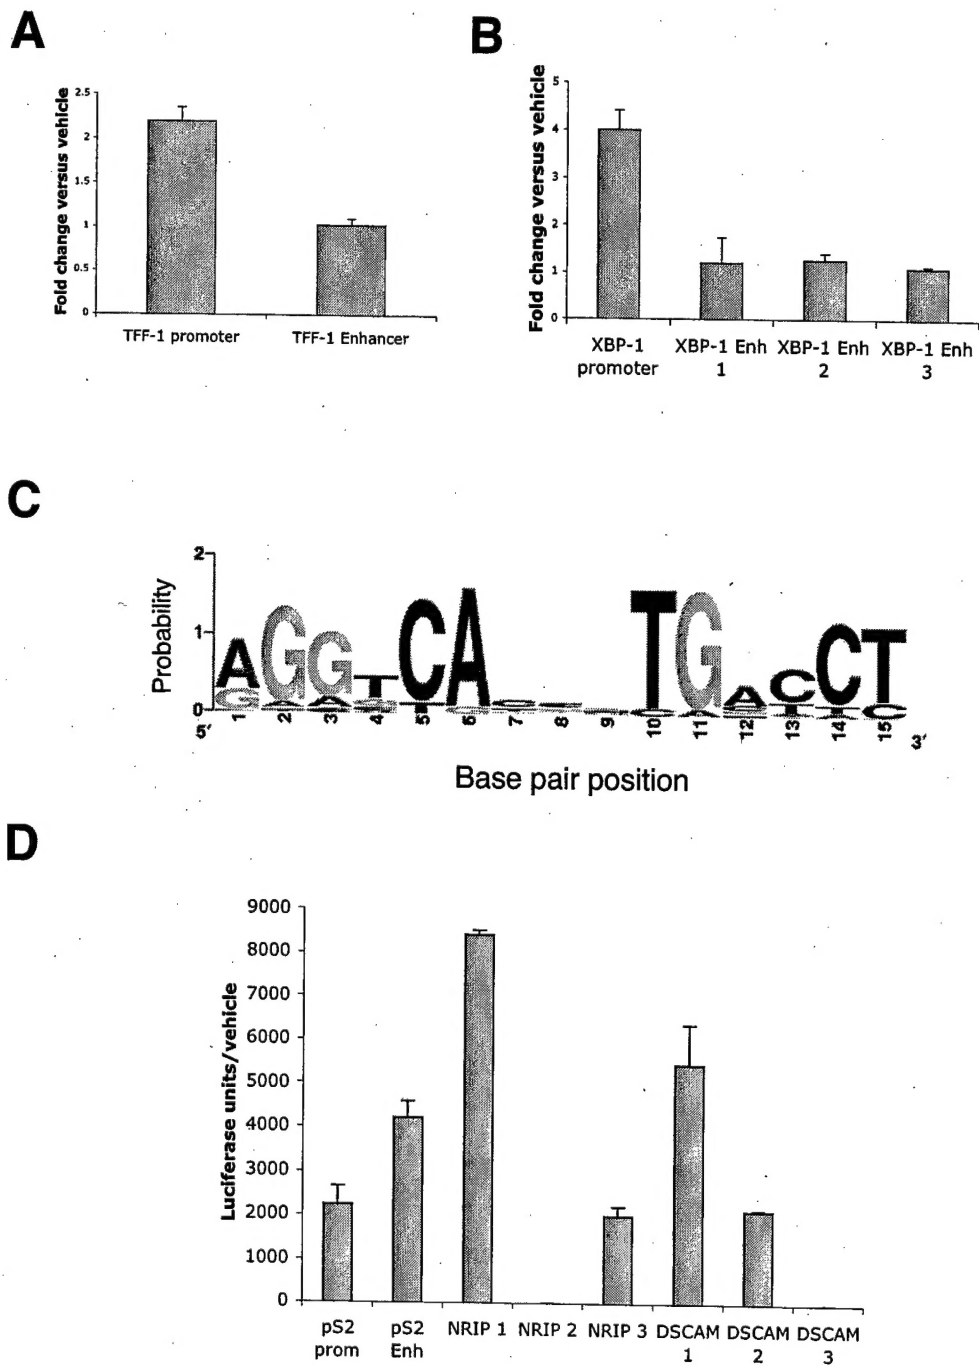 A
B
Fold change versus vehicle
2.5
2
1.5
1
0.5
0
TFF-1 promoter
TFF-1 Enhancer
Fold change versus vehicle
5
4
3
2
1
0
XBP-1 promoter
XBP-1 Enh 1
XBP-1 Enh 2
XBP-1 Enh 3
C
Probability
2
1
0
A G G T C A T G A C C T
G
5'
1 2 3 4 5 6 7 8 9 10 11 12 13 14 15
3'
Base pair position
D
Luciferase units/vehicle
9000
8000
7000
6000
5000
4000
3000
2000
1000
0
pS2 prom
pS2 Enh
NRIP 1
NRIP 2
NRIP 3
DSCAM 1
DSCAM 2
DSCAM 3